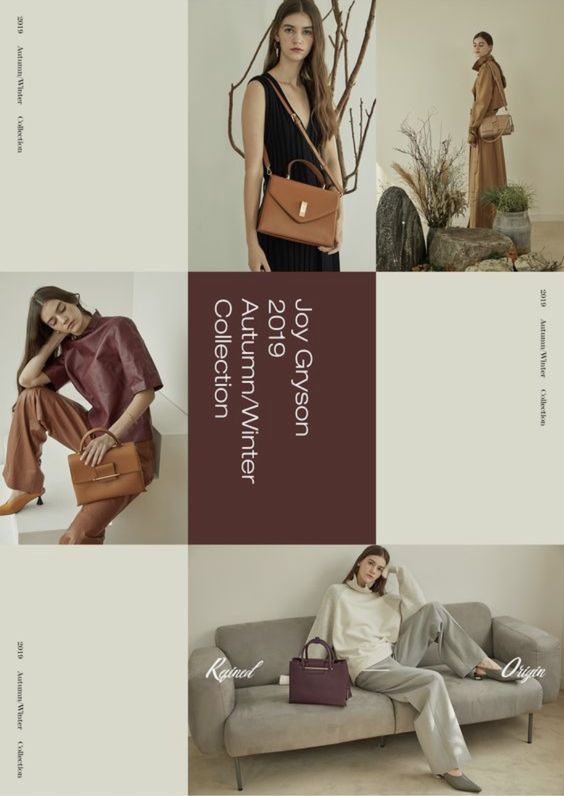 2019 Autumn/Winter Collection
Joy Gryson
2019
Autumn/Winter
Collection
2019 Autumn/Winter Collection
Rained Origin
2019 Autumn/Winter Collection